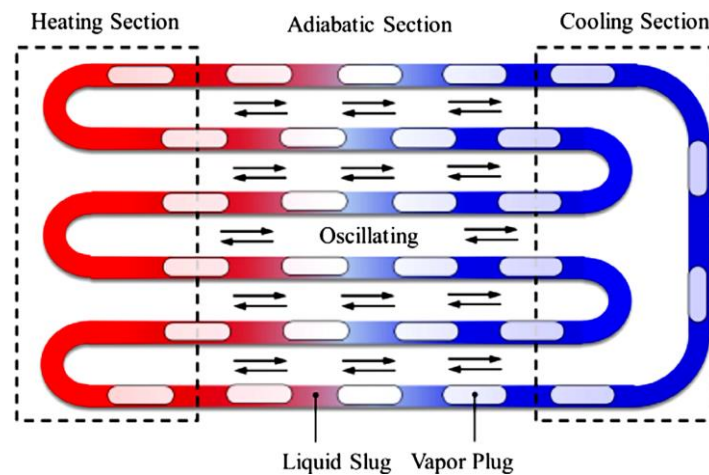 Heating Section
Adiabatic Section
Cooling Section
Oscillating
Liquid Slug
Vapor Plug